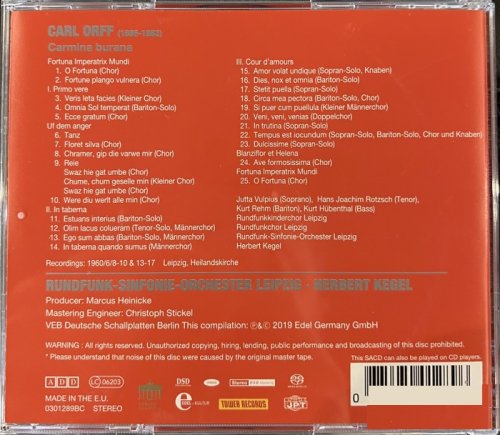 CARL ORFF (1895-1982)
Carmina burana
Fortuna Imperatrix Mundi
1. O Fortuna (Chor)
2. Fortune plango vulnera (Chor)
I. Primo vere
3. Veris leta facies (Kleiner Chor)
4. Omnia Sol temperat (Bariton-Solo)
5. Ecce gratum (Chor)
Uf dem anger
6. Tanz
7. Floret silva (Chor)
8. Chramer, gip die varwe mir (Chor)
9. Reie
Swaz hie gat umbe (Chor)
Chume, chum geselle min (Kleiner Chor)
Swaz hie gat umbe (Chor)
10. Were diu werlt alle min (Chor)
II. In taberna
11. Estuans interius (Bariton-Solo)
12. Olim lacus colueram (Tenor-Solo, Männerchor)
13. Ego sum abbas (Bariton-Solo, Männerchor)
14. In taberna quando sumus (Männerchor)
III. Cour d'amours
15. Amor volat undique (Sopran-Solo, Knaben)
16. Dies, nox et omnia (Bariton-Solo)
17. Stetit puella (Sopran-Solo)
18. Circa mea pectora (Bariton-Solo, Chor)
19. Si puer cum puellula (Kleiner Männerchor)
20. Veni, veni, venias (Doppelchor)
21. In trutina (Sopran-Solo)
22. Tempus est iocundum (Sopran-Solo, Bariton-Solo, Chor und Knaben)
23. Dulcissime (Sopran-Solo)
Blanziflor et Helena
24. Ave formosissima (Chor)
Fortuna Imperatrix Mundi
25. O Fortuna (Chor)
Jutta Vulpius (Soprano), Hans Joachim Rotzsch (Tenor),
Kurt Rehm (Bariton), Kurt Hübenthal (Bass)
Rundfunkkinderchor Leipzig
Rundfunkchor Leipzig
Rundfunk-Sinfonie-Orchester Leipzig
Herbert Kegel
Recordings: 1960/6/8-10 & 13-17 Leipzig, Heilandskirche
RUNDFUNK-SINFONIE-ORCHESTER LEIPZIG · HERBERT KEGEL
Producer: Marcus Heinicke
Mastering Engineer: Christoph Stickel
VEB Deutsche Schallplatten Berlin This compilation: ℗&© 2019 Edel Germany GmbH
WARNING : All rights reserved. Unauthorized copying, hiring, lending, public performance and broadcasting of this disc prohibited.
*Please understand that noise of this disc were caused by the original master tape.
This SACD can also be played on CD players.
A D D
LC 06203
DSD
edel KULTUR
Stereo
TOWER RECORDS
JPT
MADE IN THE E.U.
0301289BC STEREO
0